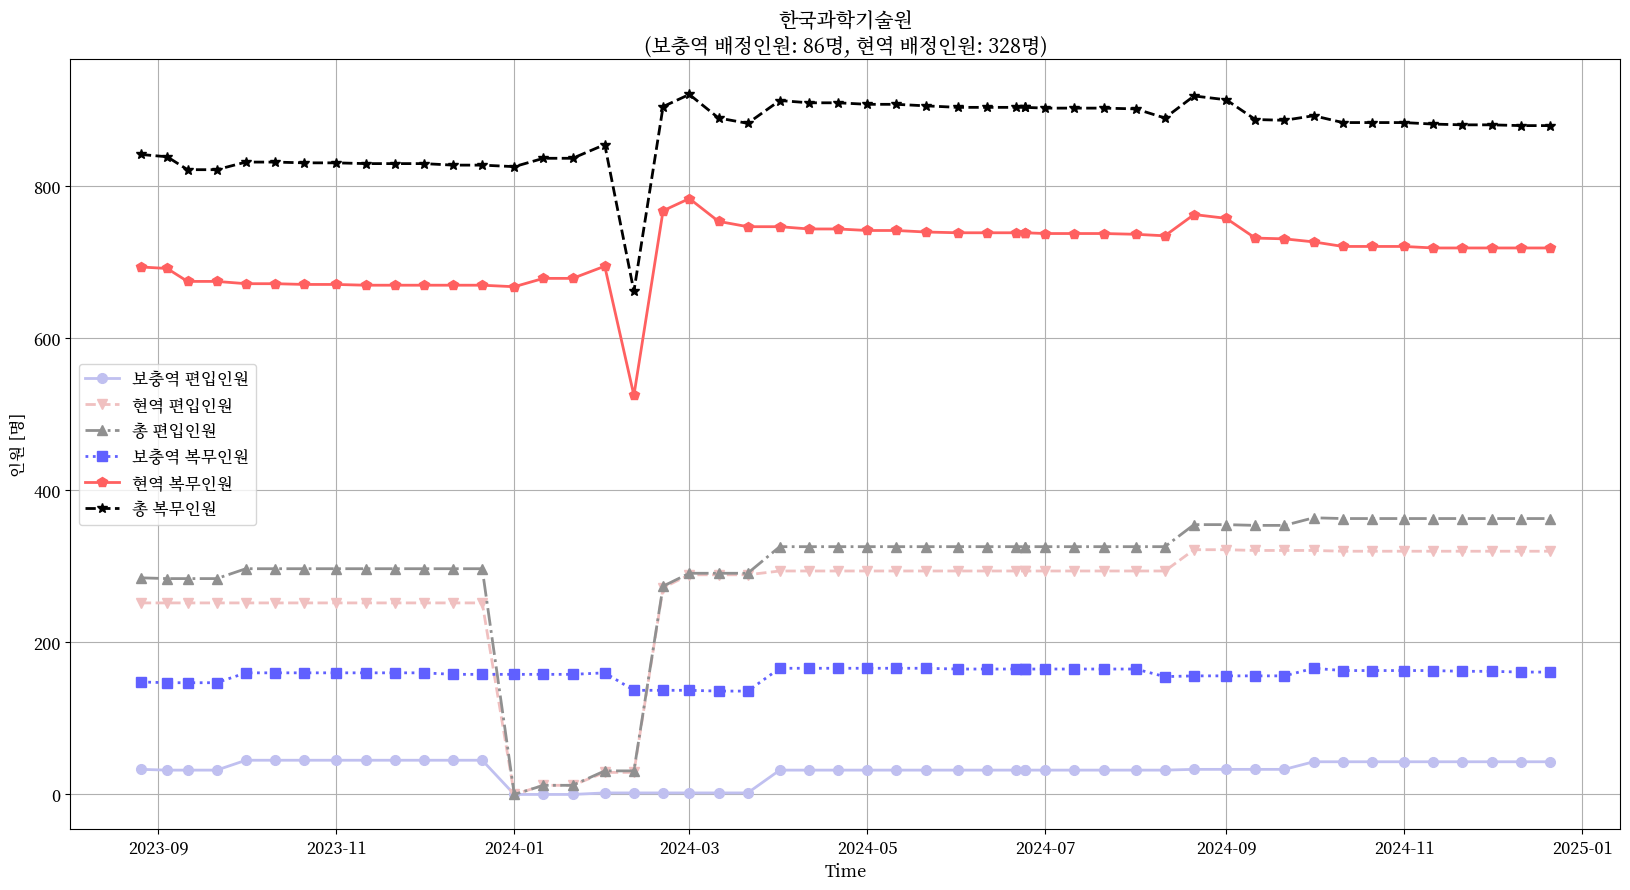 한국과학기술원
(보충역 배정인원: 86명, 현역 배정인원: 328명)
인원 [명]
800
600
400
200
0
보충역 편입인원
현역 편입인원
총 편입인원
보충역 복무인원
현역 복무인원
총 복무인원
2023-09 2023-11 2024-01 2024-03 2024-05 2024-07 2024-09 2024-11 2025-01
Time